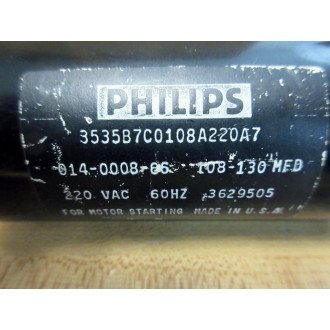 PHILIPS
3535B7C0108A220A7
014-0008-06 108-130 MFD
220 VAC 60HZ 3629505
FOR MOTOR STARTING MADE IN U.S.A.